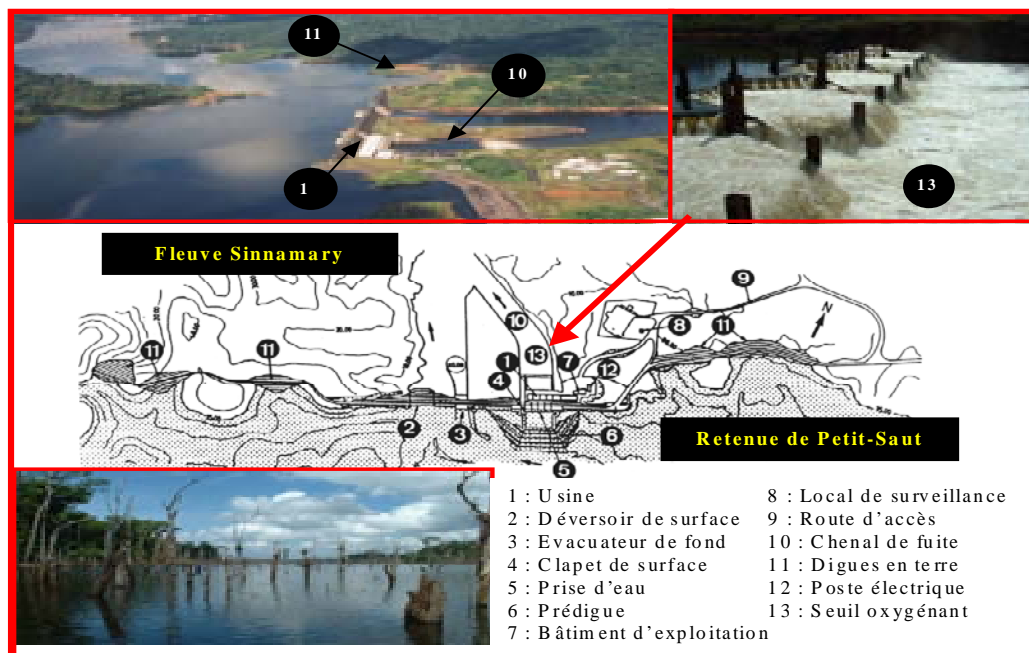 11
10
1
13
Fleuve Sinnamary
9
N
10
8
11
11
11
1
13
7
4
12
2
3
6
Retenue de Petit-Saut
5
1 : Usine
2 : Déversoir de surface
3 : Evacuateur de fond
4 : Clapet de surface
5 : Prise d'eau
6 : Prédigue
7 : Bâtiment d'exploitation
8 : Local de surveillance
9 : Route d'accès
10 : Chenal de fuite
11 : Digues en terre
12 : Poste électrique
13 : Seuil oxygénant